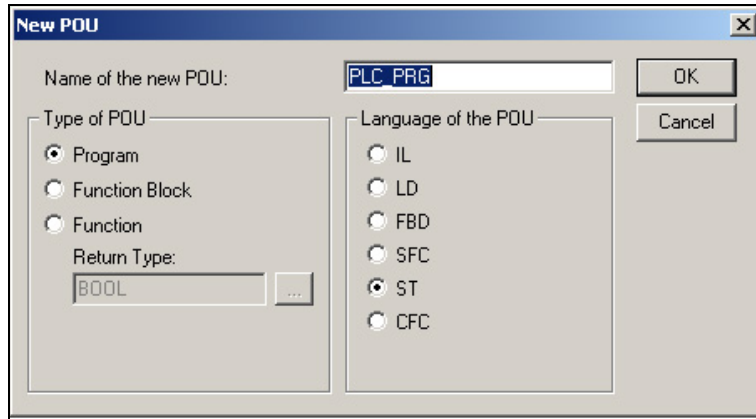 New POU
Name of the new POU:
PLC_PRG
OK
Cancel
Type of POU
Program
Function Block
Function
Return Type:
BOOL
...
Language of the POU
IL
LD
FBD
SFC
ST
CFC